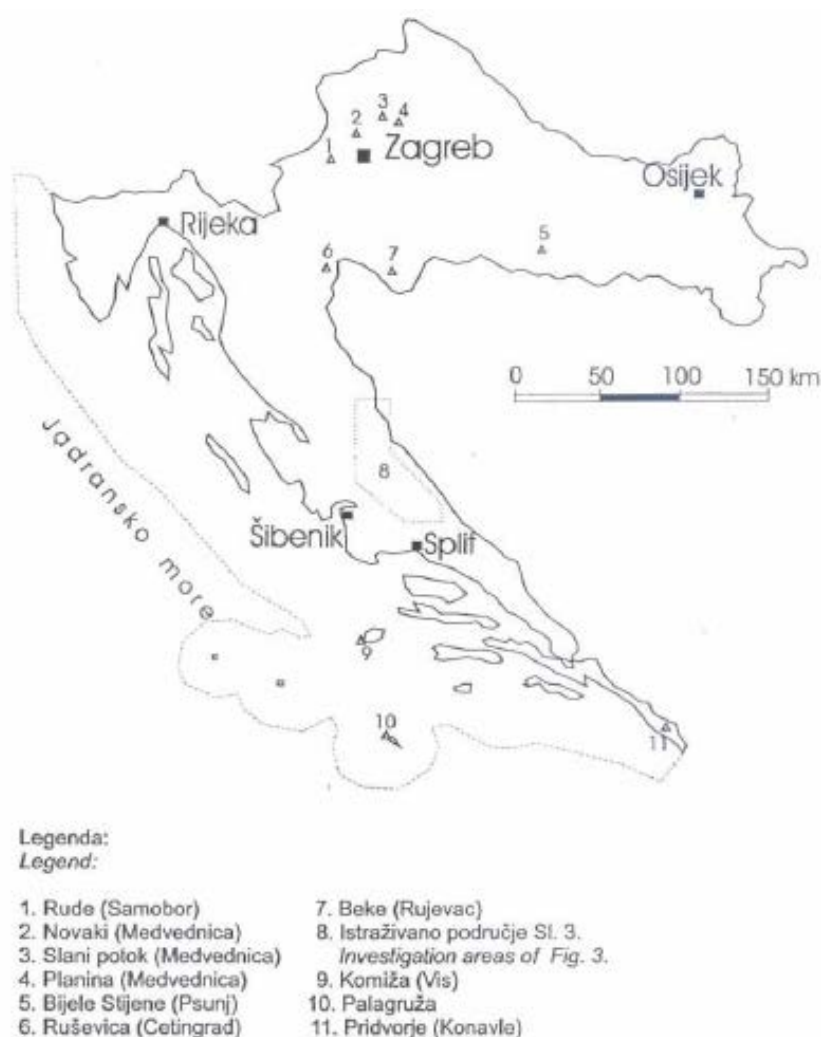 3
4
2
Zagreb
1
Osijek
Rijeka
5
6
7
0 50 100 150 km
Jadransko more
8
Šibenik
Splif
9
10
11
Legenda:
Legend:
1. Rude (Samobor)
2. Novaki (Medvednica)
3. Slani potok (Medvednica)
4. Planina (Medvednica)
5. Bijele Stijene (Psunj)
6. Ruševica (Cetingrad)
7. Beke (Rujevac)
8. Istraživano područje Sl. 3.
Investigation areas of Fig. 3.
9. Komiža (Vis)
10. Palagruža
11. Pridvorje (Konavle)